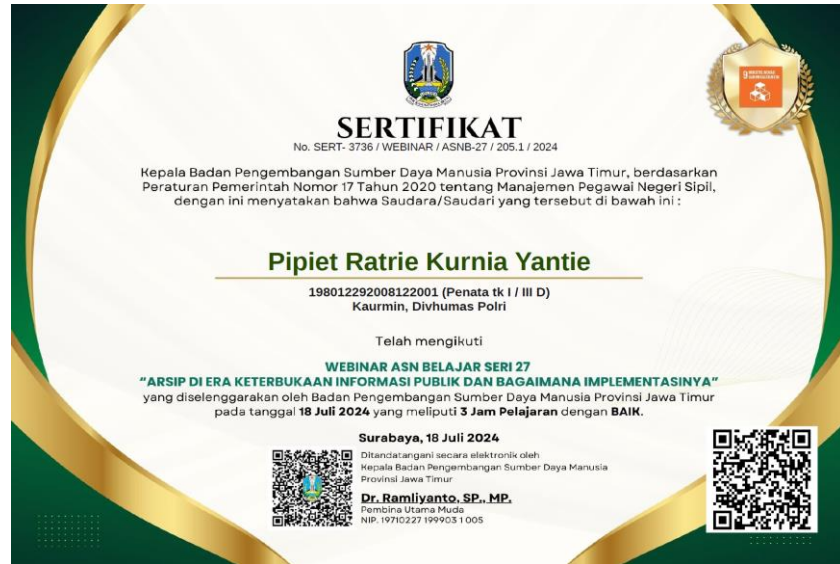 SERTIFIKAT
No. SERT- 3736 / WEBINAR / ASNB-27 / 205.1 / 2024
Kepala Badan Pengembangan Sumber Daya Manusia Provinsi Jawa Timur, berdasarkan
Peraturan Pemerintah Nomor 17 Tahun 2020 tentang Manajemen Pegawai Negeri Sipil,
dengan ini menyatakan bahwa Saudara/Saudari yang tersebut di bawah ini :
Pipiet Ratrie Kurnia Yantie
198012292008122001 (Penata tk I / III D)
Kaurmin, Divhumas Polri
Telah mengikuti
WEBINAR ASN BELAJAR SERI 27
“ARSIP DI ERA KETERBUKAAN INFORMASI PUBLIK DAN BAGAIMANA IMPLEMENTASINYA”
yang diselenggarakan oleh Badan Pengembangan Sumber Daya Manusia Provinsi Jawa Timur
pada tanggal 18 Juli 2024 yang meliputi 3 Jam Pelajaran dengan BAIK.
Surabaya, 18 Juli 2024
Ditandatangani secara elektronik oleh
Kepala Badan Pengembangan Sumber Daya Manusia
Provinsi Jawa Timur
Dr. Ramliyanto, SP., MP.
Pembina Utama Muda
NIP. 19710227 199903 1 005